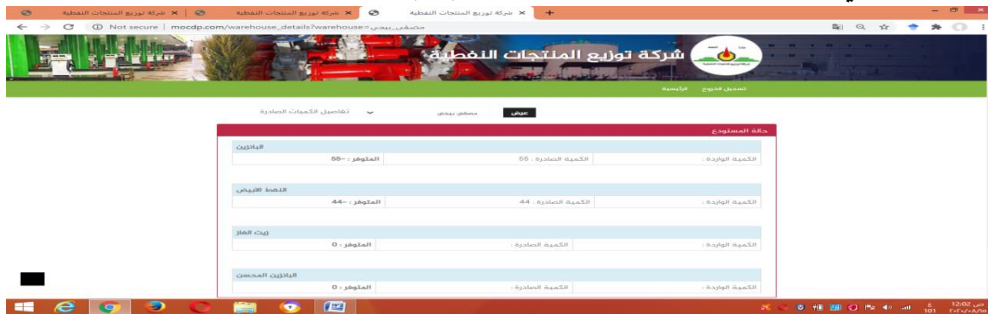 شركة توزيع المنتجات النفطية
شركة توزيع المنتجات النفطية
شركة توزيع المنتجات النفطية
Not secure | mocdp.com/warehouse_details?warehouse=مصفى_بيجي
شركة توزيع المنتجات النفطية
الرئيسية تسجيل الخروج
عرض مصفى بيجي تفاصيل الكميات الصادرة
حالة المستودع
البانزين
الكمية الواردة : الكمية الصادرة : 55 المتوفر : -55
النفط الابيض
الكمية الواردة : الكمية الصادرة : 44 المتوفر : -44
زيت الغاز
الكمية الواردة : الكمية الصادرة : المتوفر : 0
البانزين المحسن
الكمية الواردة : الكمية الصادرة : المتوفر : 0
12:02 ص